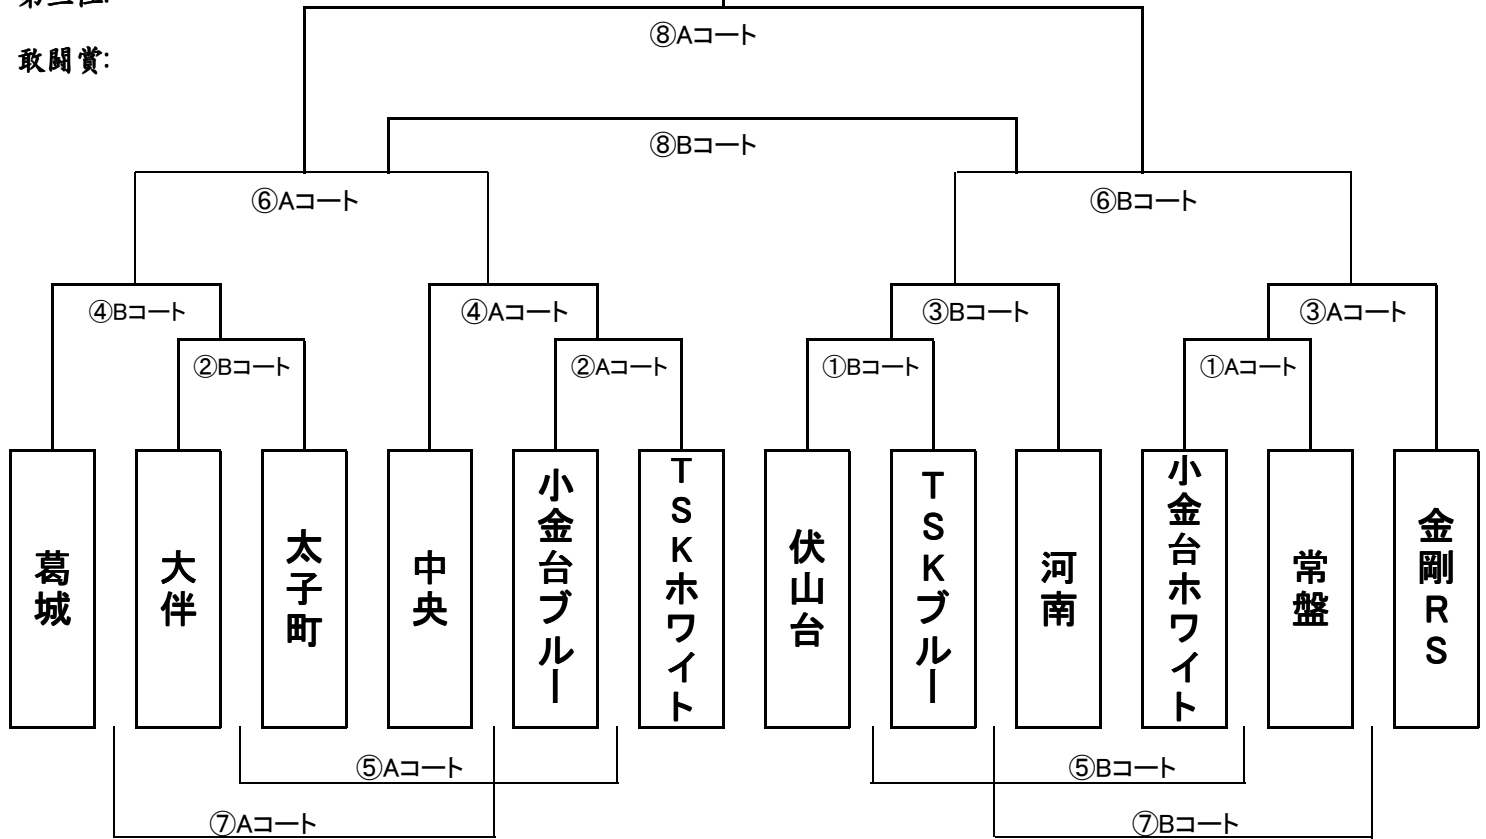 敢闘賞:
⑧Aコート
⑧Bコート
⑥Aコート
⑥Bコート
④Bコート
④Aコート
③Bコート
③Aコート
②Bコート
②Aコート
①Bコート
①Aコート
葛城
大伴
太子町
中央
小金台ブルー
TSKホワイト
伏山台
TSKブルー
河南
小金台ホワイト
常盤
金剛RS
⑤Aコート
⑤Bコート
⑦Aコート
⑦Bコート